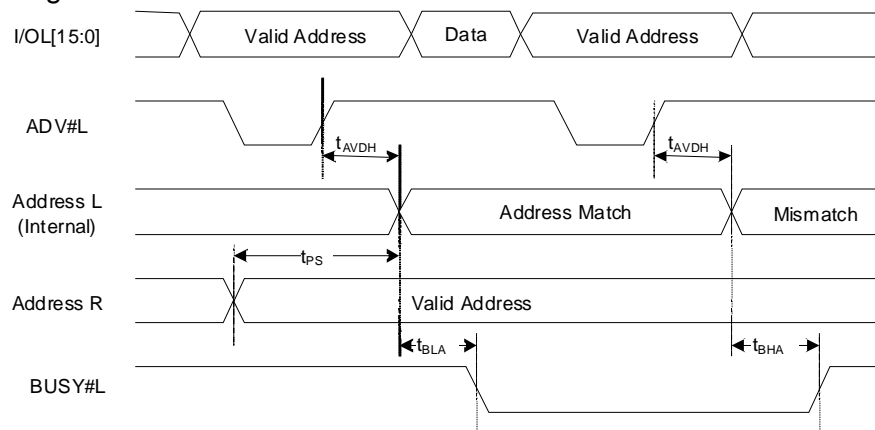 I/OL[15:0]
Valid Address
Data
Valid Address
ADV#L
tAVDH
tAVDH
Address L
(Internal)
Address Match
Mismatch
tPS
Address R
Valid Address
tBLA
tBHA
BUSY#L